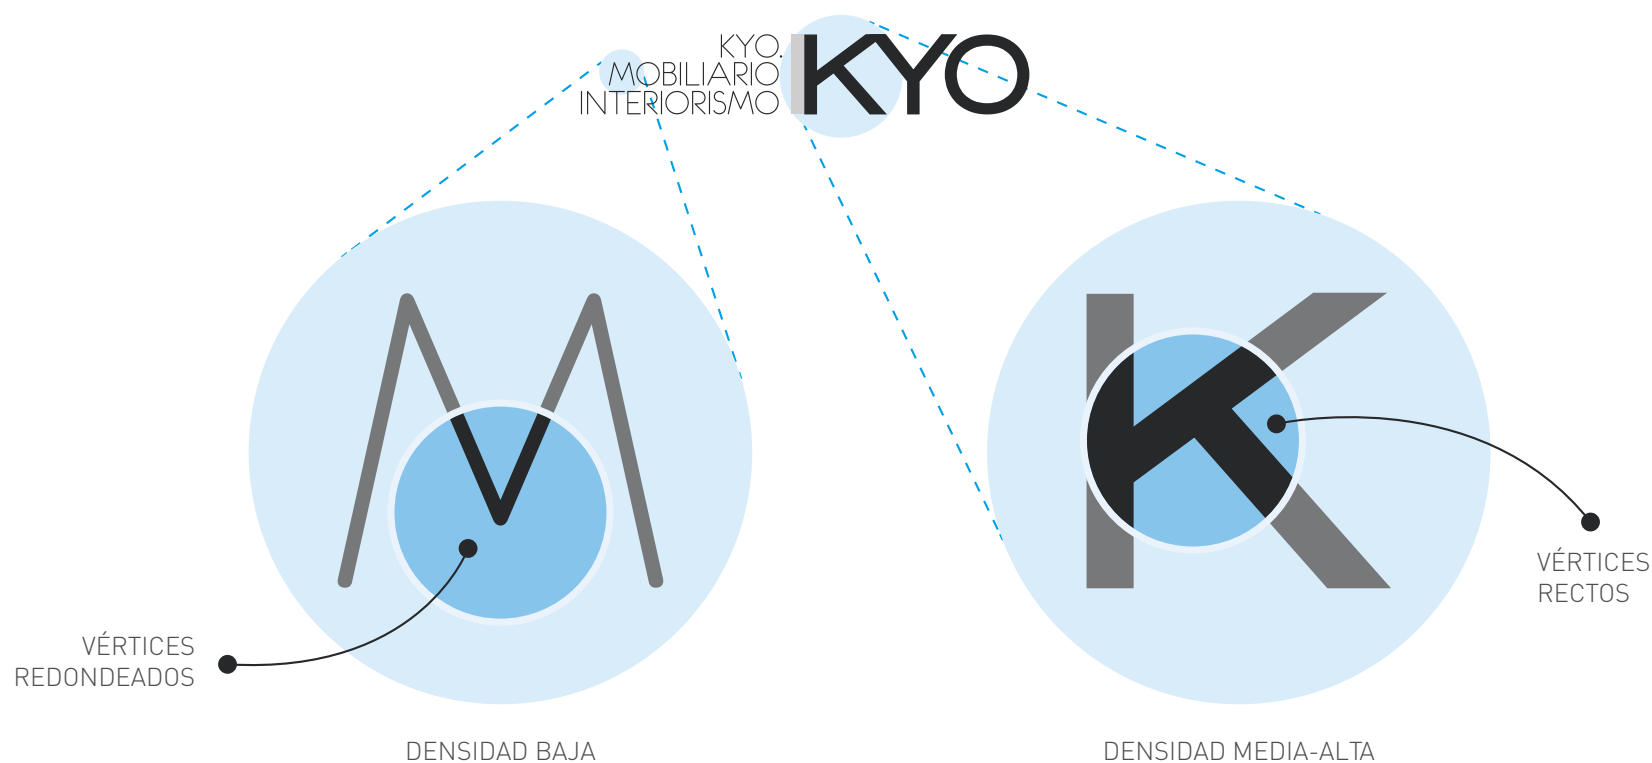 KYO.
MOBILIARIO
INTERIORISMO
KYO
M
K
VÉRTICES
RECTOS
VÉRTICES
REDONDEADOS
DENSIDAD BAJA
DENSIDAD MEDIA-ALTA